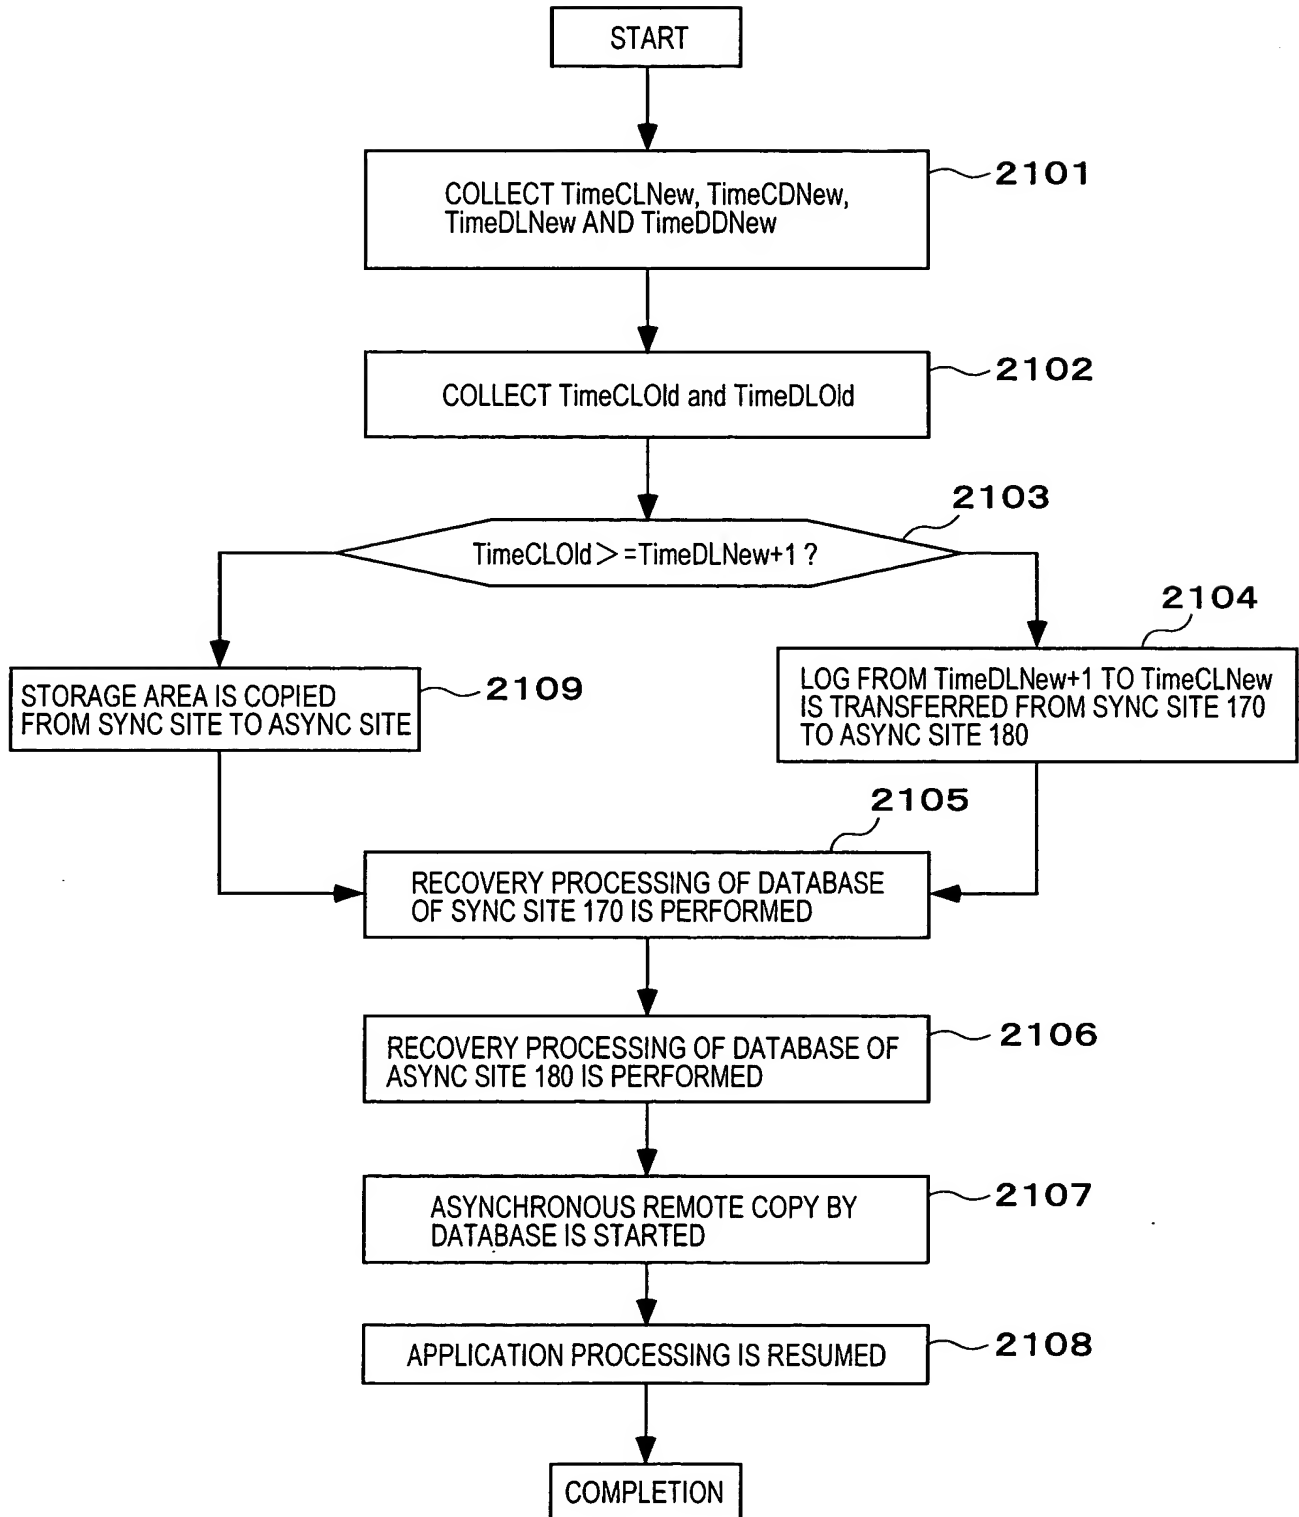 START
COLLECT TimeCLNew, TimeCDNew,
TimeDLNew AND TimeDDNew
2101
COLLECT TimeCLOld and TimeDLOld
2102
TimeCLOld > =TimeDLNew+1 ?
2103
STORAGE AREA IS COPIED
FROM SYNC SITE TO ASYNC SITE
2109
LOG FROM TimeDLNew+1 TO TimeCLNew
IS TRANSFERRED FROM SYNC SITE 170
TO ASYNC SITE 180
2104
RECOVERY PROCESSING OF DATABASE
OF SYNC SITE 170 IS PERFORMED
2105
RECOVERY PROCESSING OF DATABASE OF
ASYNC SITE 180 IS PERFORMED
2106
ASYNCHRONOUS REMOTE COPY BY
DATABASE IS STARTED
2107
APPLICATION PROCESSING IS RESUMED
2108
COMPLETION